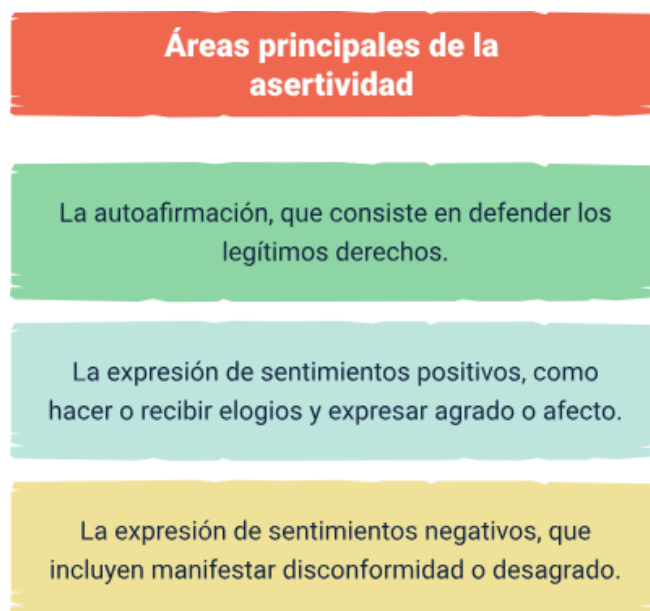 Áreas principales de la
asertividad
La autoafirmación, que consiste en defender los
legítimos derechos.
La expresión de sentimientos positivos, como
hacer o recibir elogios y expresar agrado o afecto.
La expresión de sentimientos negativos, que
incluyen manifestar disconformidad o desagrado.